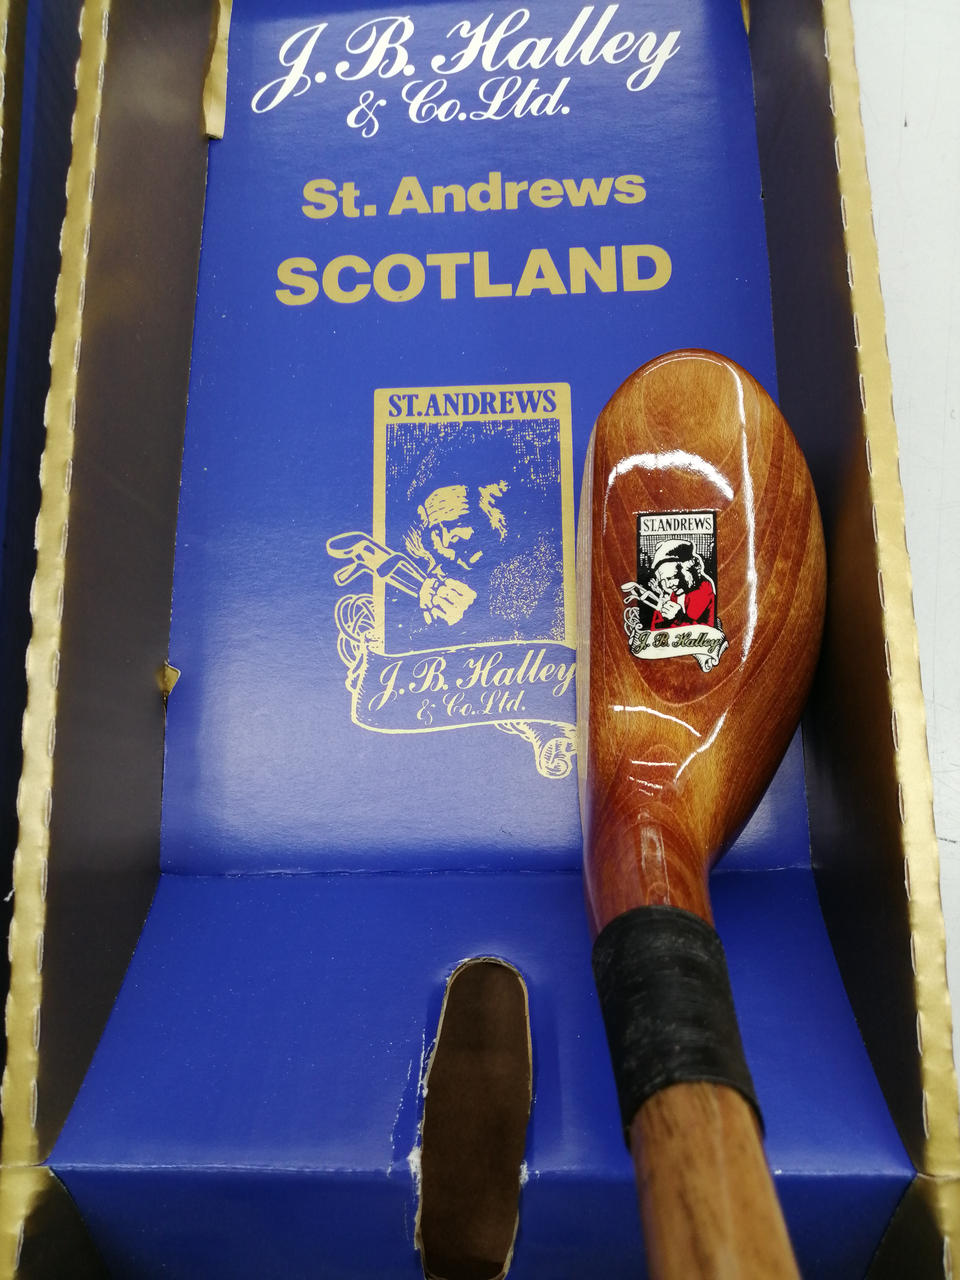 J.B. Halley
& Co.Ltd.
St. Andrews
SCOTLAND
ST.ANDREWS
J.B. Halley
& Co.Ltd.
ST.ANDREWS
J. B. Halley